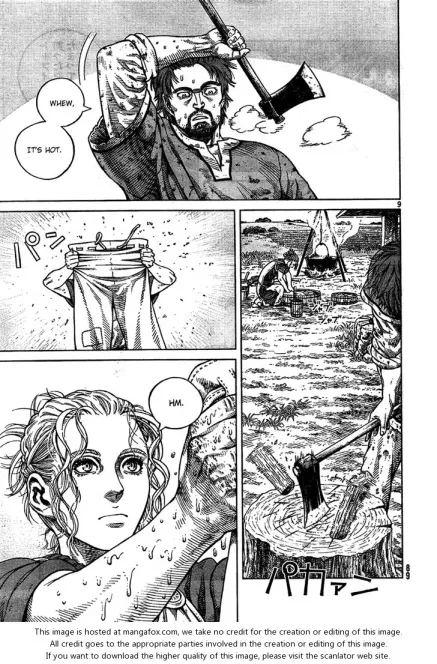 WHEW,
IT'S HOT.
9
パン
HM.
パカァン
89
This image is hosted at mangafox.com, we take no credit for the creation or editing of this image.
All credit goes to the appropriate parties involved in the creation or editing of this image.
If you want to download the higher quality of this image, please visit the scanlator web site.